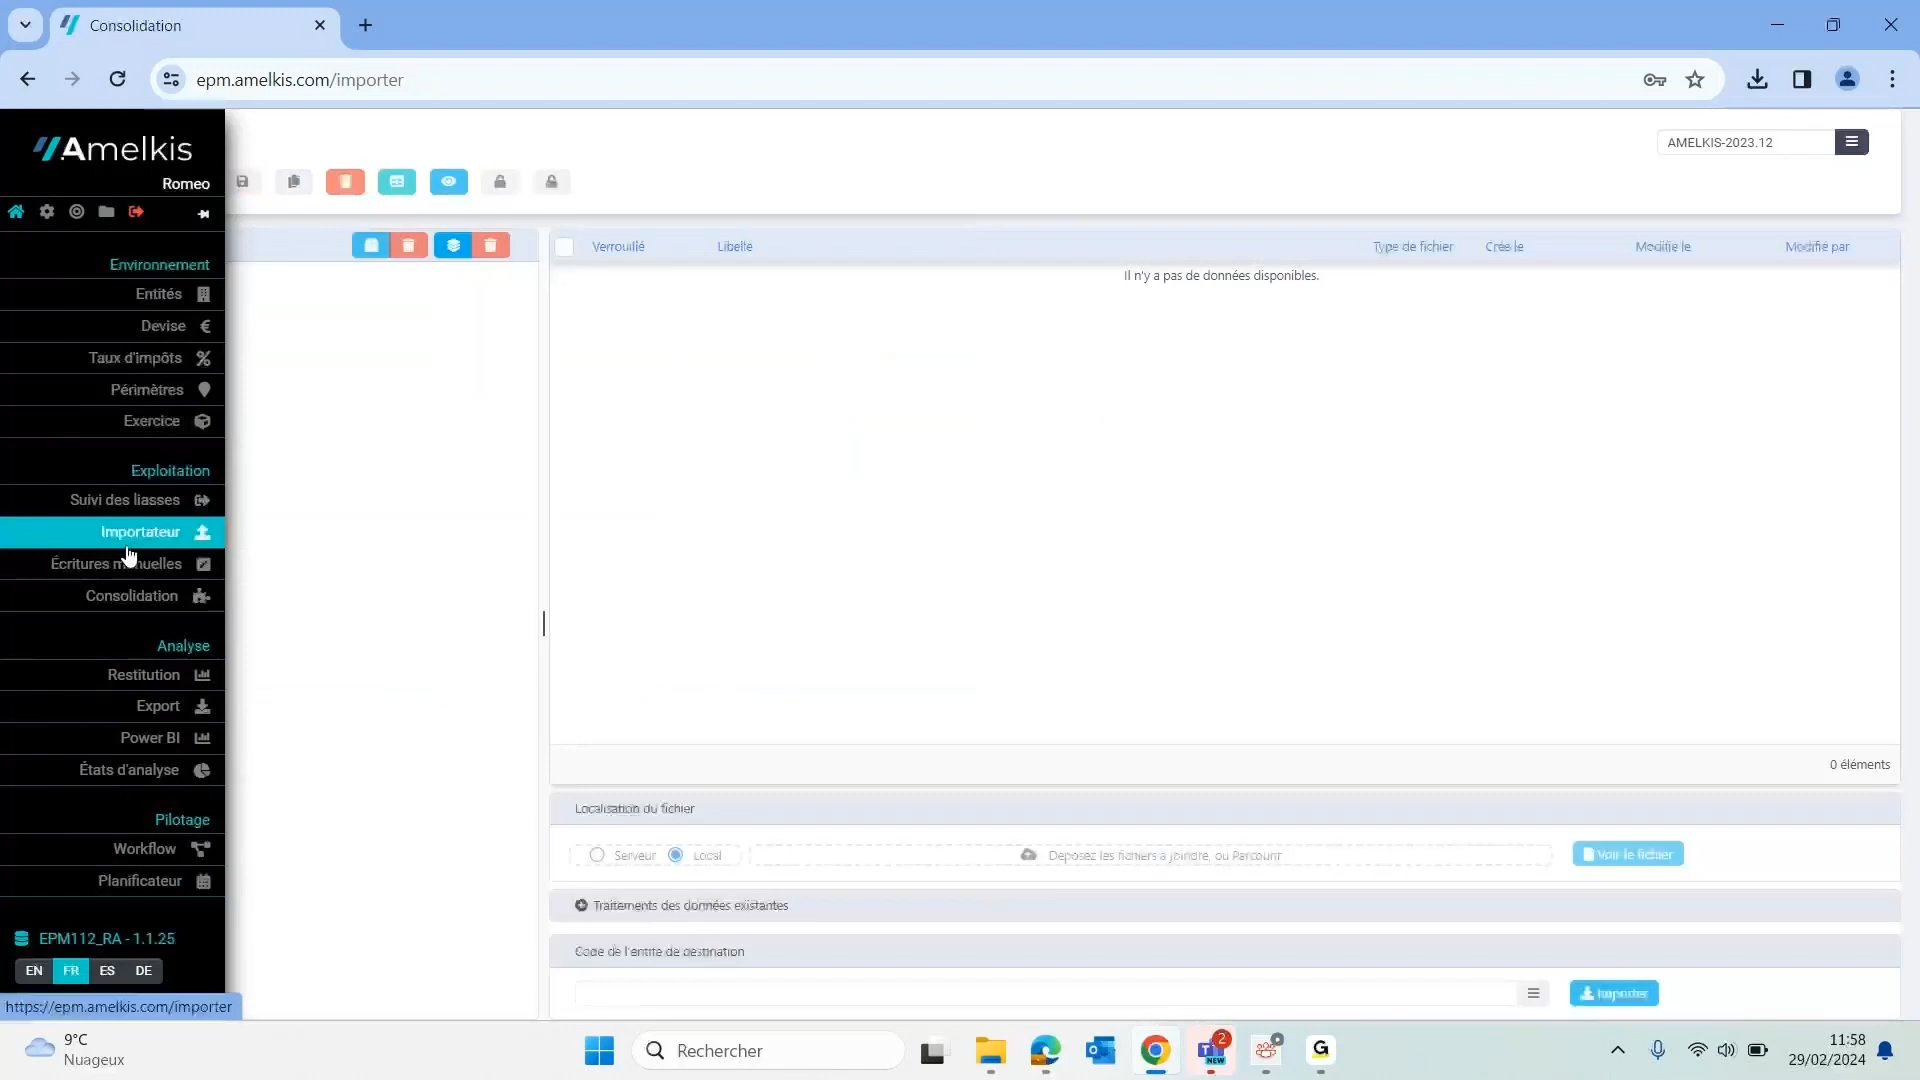 Consolidation
epm.amelkis.com/importer
Amelkis
Romeo
AMELKIS-2023.12
Environnement
Entités
Devise
Taux d'impôts
Périmètres
Exercice
Exploitation
Suivi des liasses
Importateur
Écritures manuelles
Consolidation
Analyse
Restitution
Export
Power BI
États d'analyse
Pilotage
Workflow
Planificateur
EPM112_RA - 1.1.25
EN FR ES DE
https://epm.amelkis.com/importer
Verrouillé Libelle Type de fichier Crée le Modifié le Modifié par
Il n'y a pas de données disponibles.
0 éléments
Localisation du fichier
Serveur Local Déposez les fichiers à joindre, ou Parcourir Voir le fichier
Traitements des données existantes
Code de l'entité de destination
Importer
9°C
Nuageux
Rechercher
2
NEW
G
11:58
29/02/2024